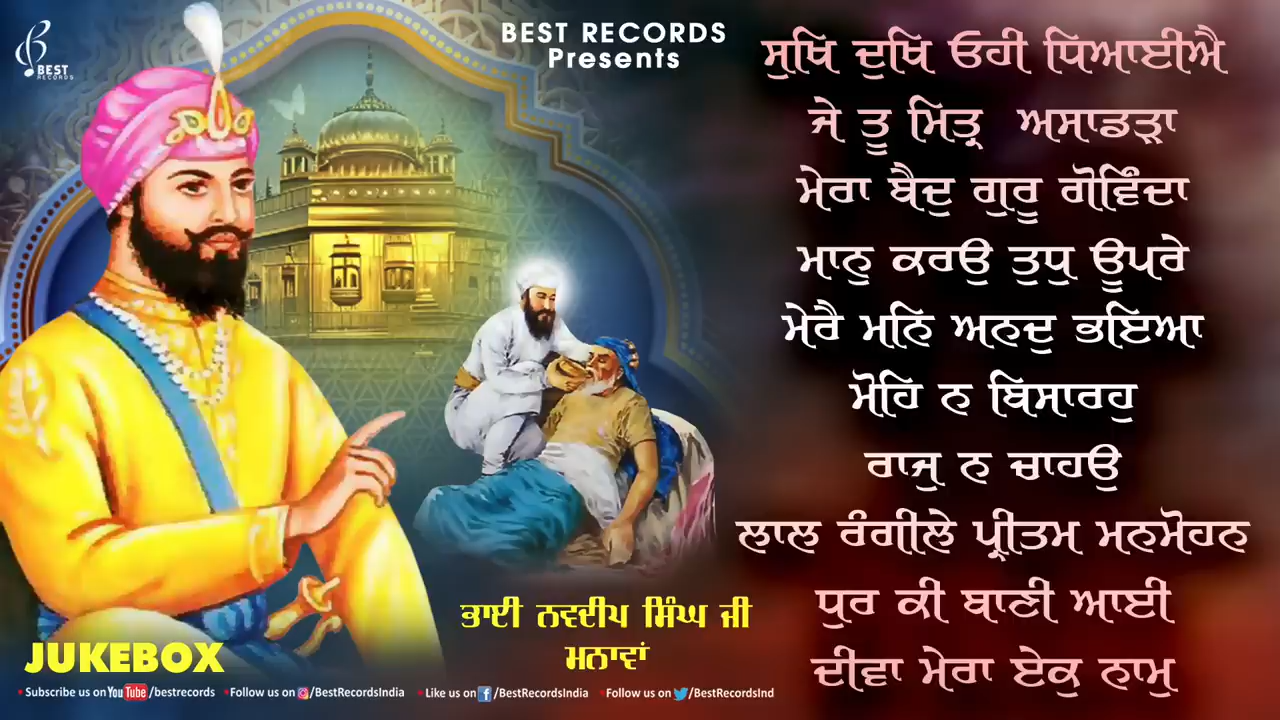 BEST
RECORDS
BEST RECORDS
Presents
ਸੁਖਿ ਦੁਖਿ ਓਹੀ ਧਿਆਈਐ
ਜੇ ਤੂ ਮਿਤ੍ਰ ਅਸਾਡੜਾ
ਮੇਰਾ ਬੈਦੁ ਗੁਰੂ ਗੋਵਿੰਦਾ
ਮਾਨੁ ਕਰਉ ਤੁਧੁ ਊਪਰੇ
ਮੇਰੈ ਮਨਿ ਅਨਦੁ ਭਇਆ
ਮੋਹਿ ਨ ਬਿਸਾਰਹੁ
ਰਾਜੁ ਨ ਚਾਹਉ
ਲਾਲ ਰੰਗੀਲੇ ਪ੍ਰੀਤਮ ਮਨਮੋਹਨ
ਧੁਰ ਕੀ ਬਾਣੀ ਆਈ
ਦੀਵਾ ਮੇਰਾ ਏਕੁ ਨਾਮੁ
ਭਾਈ ਨਵਦੀਪ ਸਿੰਘ ਜੀ
ਮਨਾਵਾਂ
JUKEBOX
Subscribe us on YouTube/bestrecords Follow us on /BestRecordsIndia Like us on f/BestRecordsIndia Follow us on /BestRecordsInd